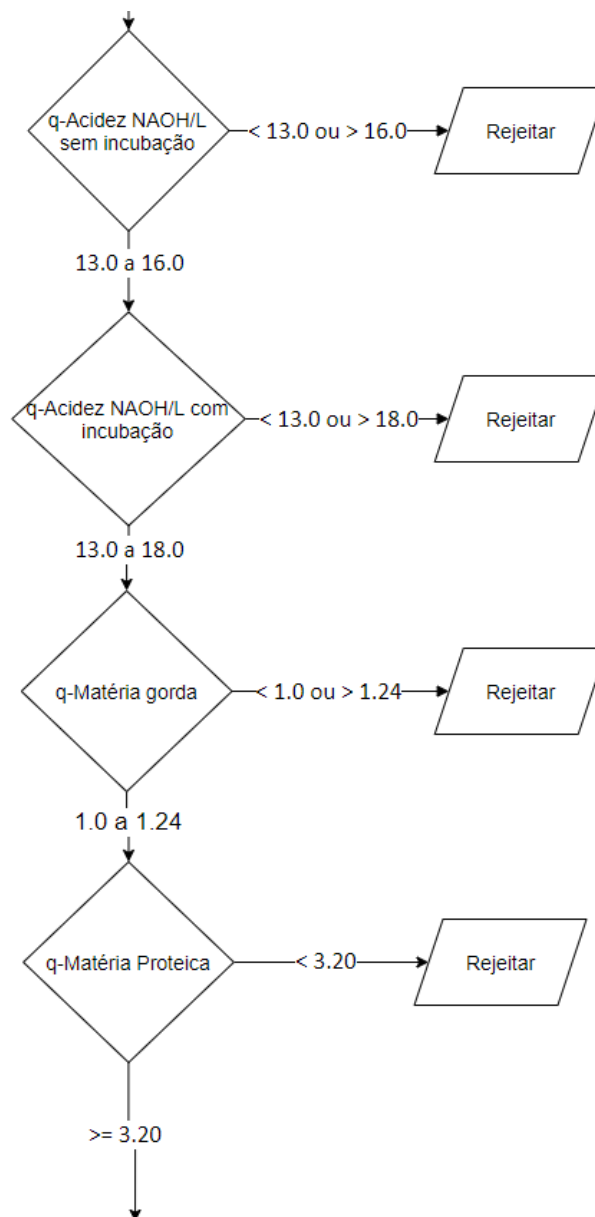 q-Acidez NAOH/L
sem incubação
< 13.0 ou > 16.0
Rejeitar
13.0 a 16.0
q-Acidez NAOH/L com
incubação
< 13.0 ou > 18.0
Rejeitar
13.0 a 18.0
q-Matéria gorda
< 1.0 ou > 1.24
Rejeitar
1.0 a 1.24
q-Matéria Proteica
< 3.20
Rejeitar
>= 3.20